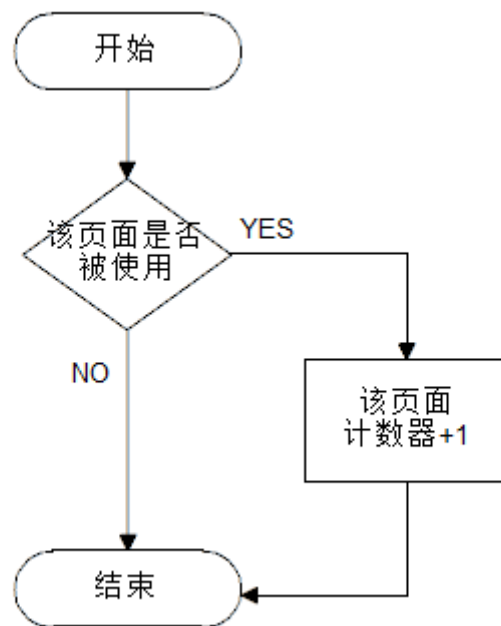 开始
该页面是否
被使用
YES
NO
该页面
计数器+1
结束